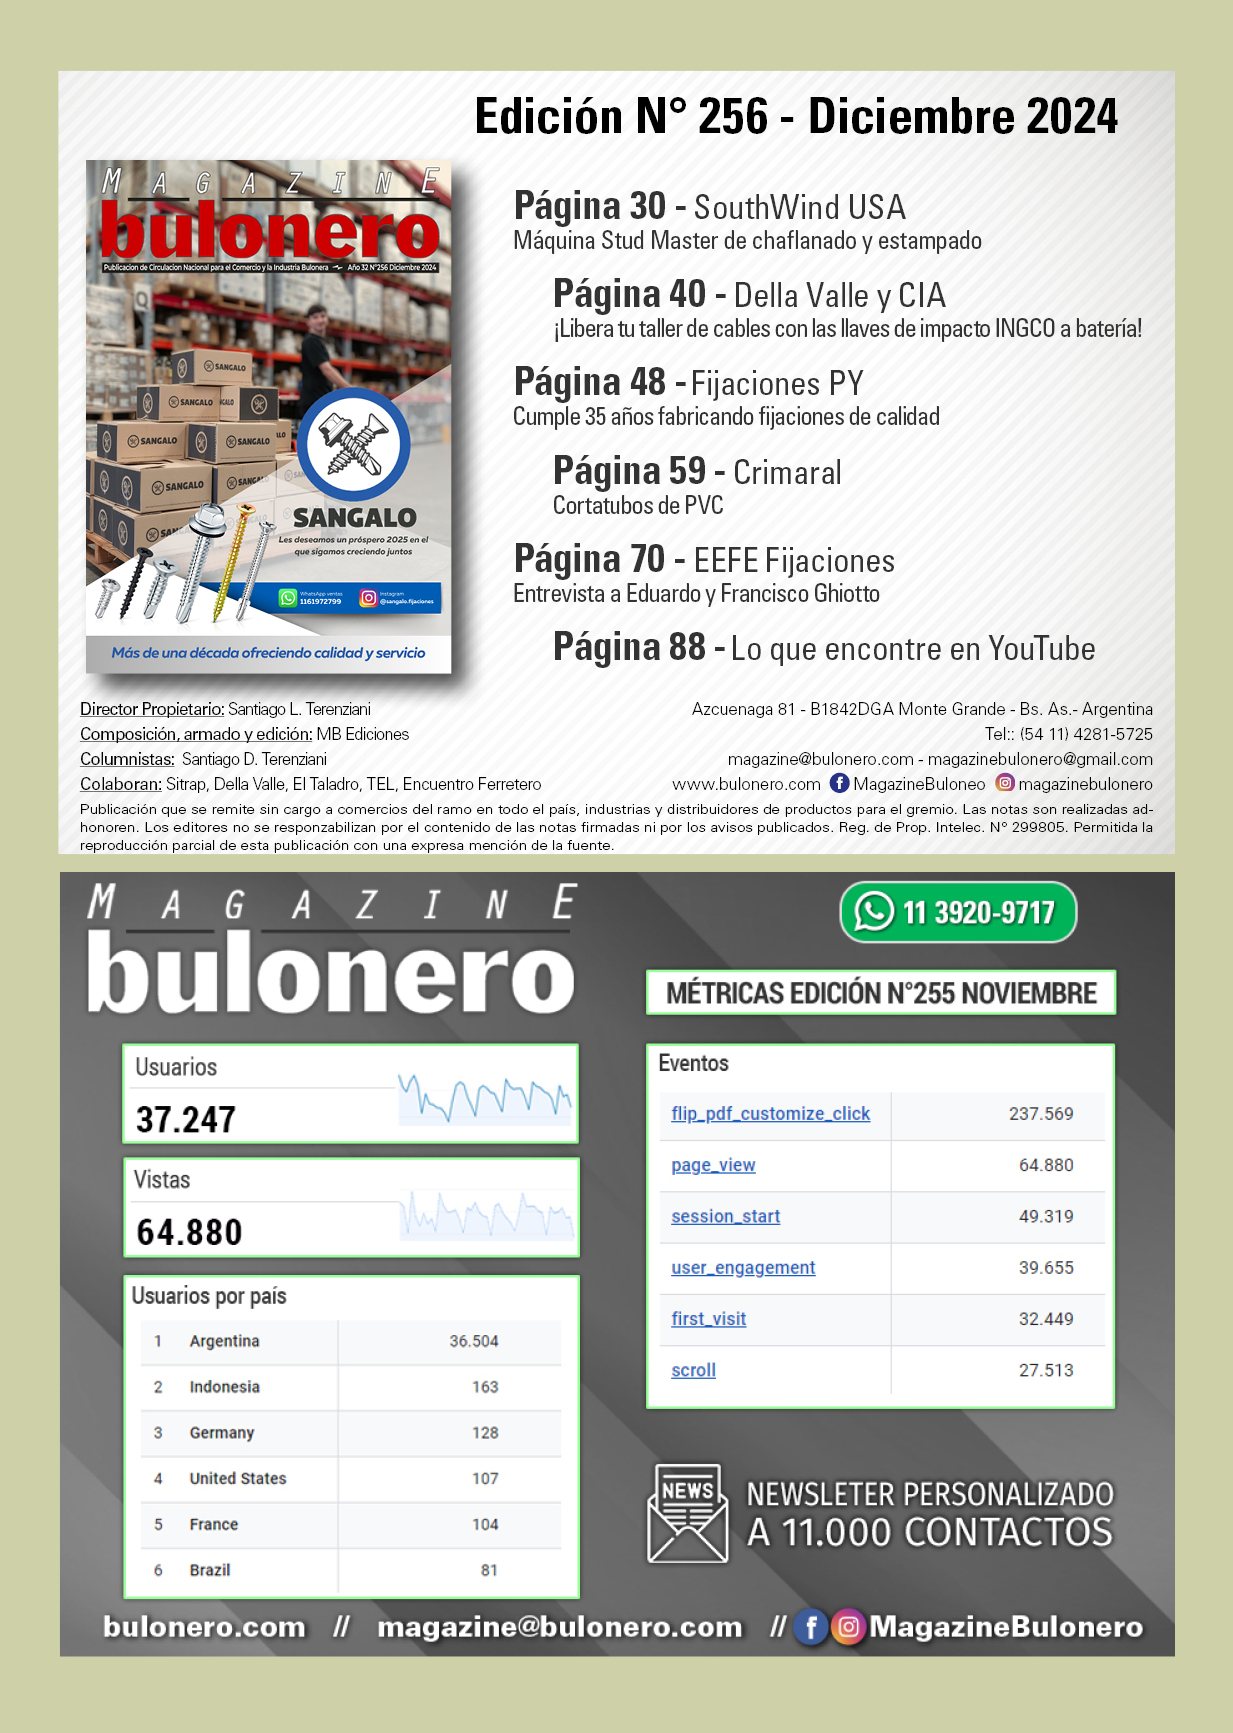 Edición N° 256 - Diciembre 2024
MAGAZINE
bulonero
Publicacion de Circulacion Nacional para el Comercio y la Industria Bulonera Año 32 N°256 Diciembre 2024
SANGALO
SANGALO
SANGALO
SANGALO
SANGALO
SANGALO
SANGALO
Les deseamos un próspero 2025 en el
que sigamos creciendo juntos
WhatsApp ventas
1161972799
Instagram
@sangalo.fijaciones
Más de una década ofreciendo calidad y servicio
Página 30 - SouthWind USA
Máquina Stud Master de chaflanado y estampado
Página 40 - Della Valle y CIA
¡Libera tu taller de cables con las llaves de impacto INGCO a batería!
Página 48 - Fijaciones PY
Cumple 35 años fabricando fijaciones de calidad
Página 59 - Crimaral
Cortatubos de PVC
Página 70 - EEFE Fijaciones
Entrevista a Eduardo y Francisco Ghiotto
Página 88 - Lo que encontre en YouTube
Director Propietario: Santiago L. Terenziani
Composición, armado y edición: MB Ediciones
Columnistas: Santiago D. Terenziani
Colaboran: Sitrap, Della Valle, El Taladro, TEL, Encuentro Ferretero
Azcuenaga 81 - B1842DGA Monte Grande - Bs. As.- Argentina
Tel:: (54 11) 4281-5725
magazine@bulonero.com - magazinebulonero@gmail.com
www.bulonero.com MagazineBuloneo magazinebulonero
Publicación que se remite sin cargo a comercios del ramo en todo el país, industrias y distribuidores de productos para el gremio. Las notas son realizadas ad-
honoren. Los editores no se responzabilizan por el contenido de las notas firmadas ni por los avisos publicados. Reg. de Prop. Intelec. N° 299805. Permitida la
reproducción parcial de esta publicación con una expresa mención de la fuente.
MAGAZINE
bulonero
11 3920-9717
MÉTRICAS EDICIÓN N°255 NOVIEMBRE
Usuarios
37.247
Vistas
64.880
Usuarios por país
1 Argentina 36.504
2 Indonesia 163
3 Germany 128
4 United States 107
5 France 104
6 Brazil 81
Eventos
flip_pdf_customize_click 237.569
page_view 64.880
session_start 49.319
user_engagement 39.655
first_visit 32.449
scroll 27.513
NEWS
NEWSLETER PERSONALIZADO
A 11.000 CONTACTOS
bulonero.com // magazine@bulonero.com // MagazineBulonero